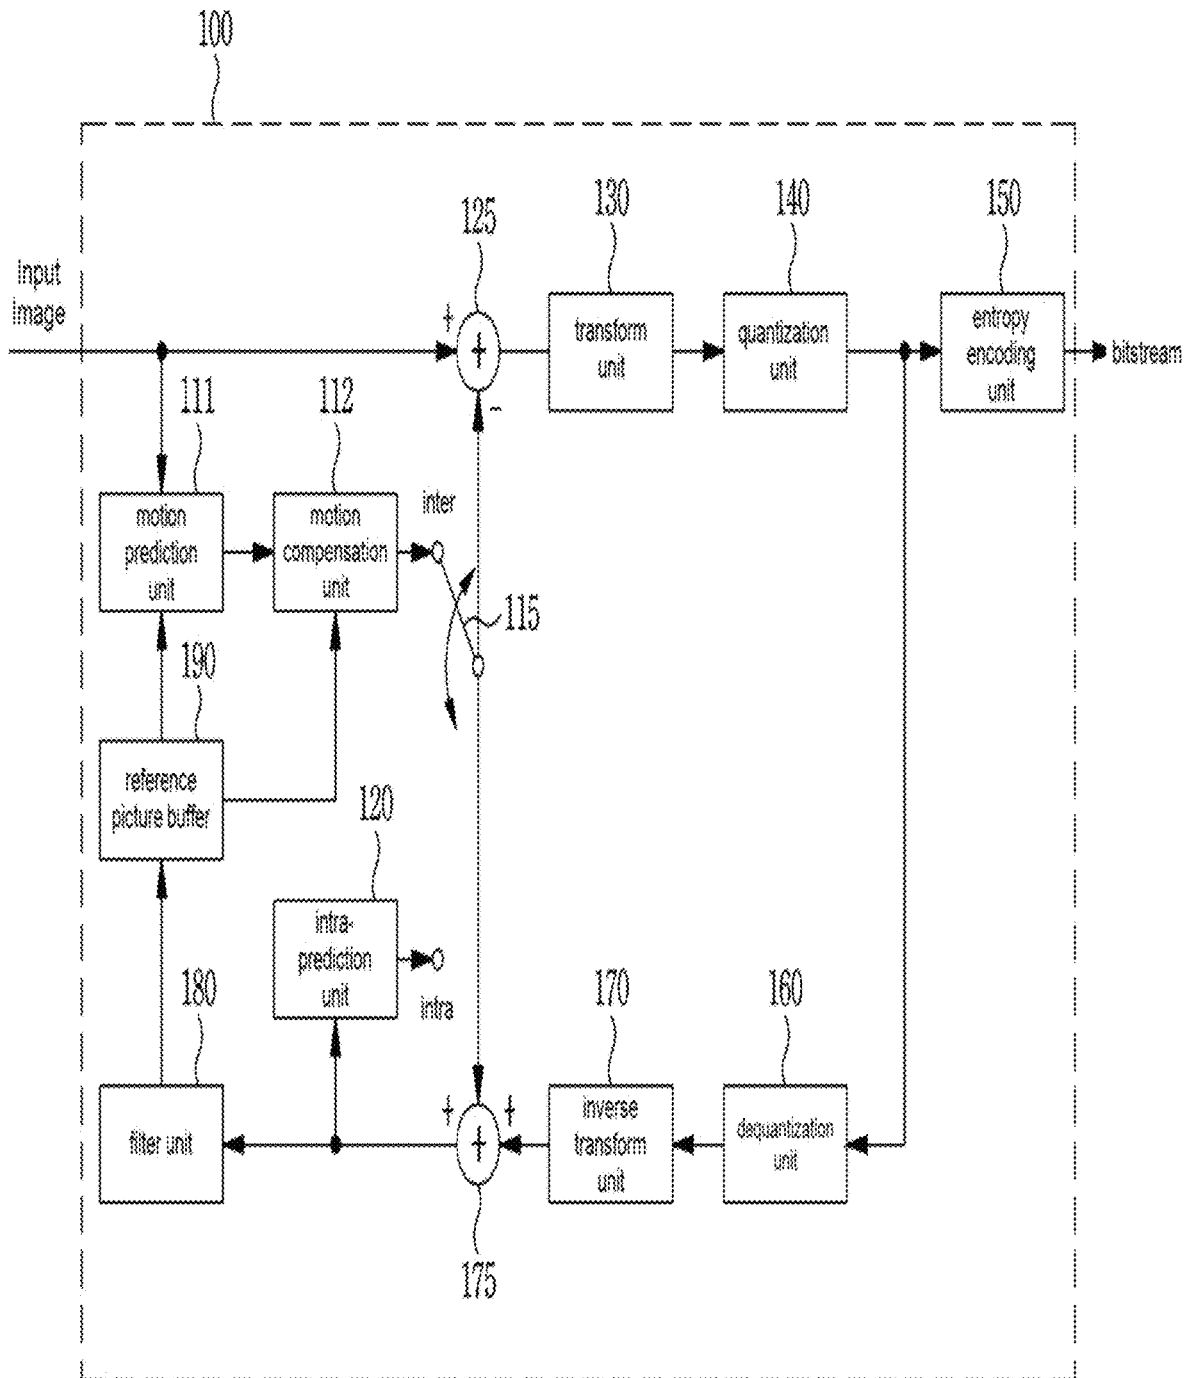 100
125
130
140
150
input
image
+
+
-
transform
unit
quantization
unit
entropy
encoding
unit
bitstream
111
112
motion
prediction
unit
motion
compensation
unit
inter
115
190
reference
picture buffer
120
intra-
prediction
unit
intra
180
170
160
filter unit
+
+
+
inverse
transform
unit
dequantization
unit
175